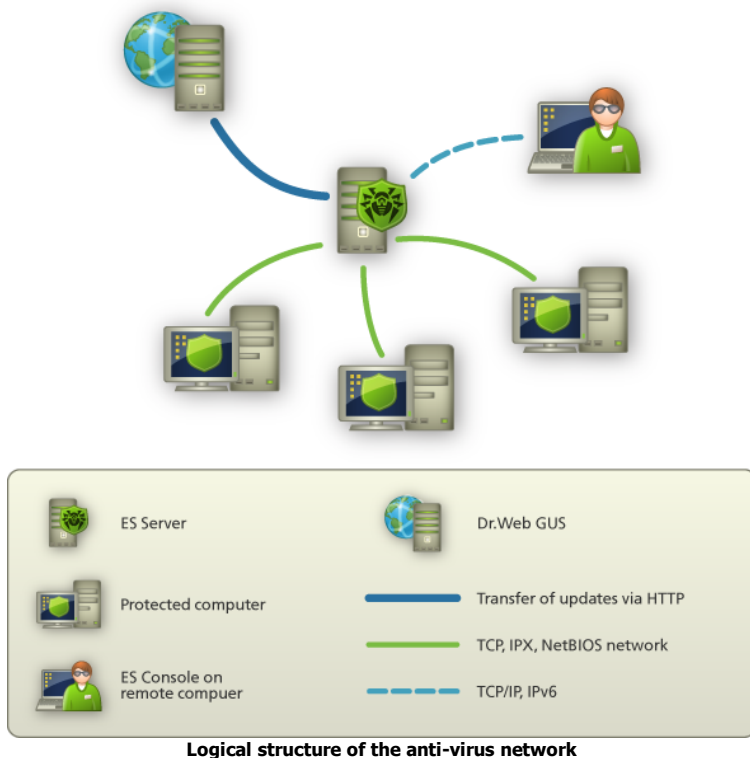 ES Server
Dr.Web GUS
Protected computer
Transfer of updates via HTTP
TCP, IPX, NetBIOS network
ES Console on
remote compuer
TCP/IP, IPv6
Logical structure of the anti-virus network